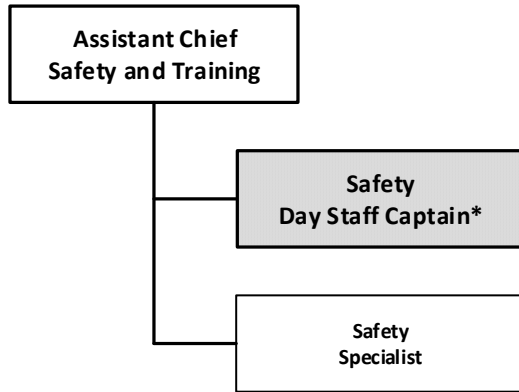 Assistant Chief
Safety and Training
Safety
Day Staff Captain*
Safety
Specialist